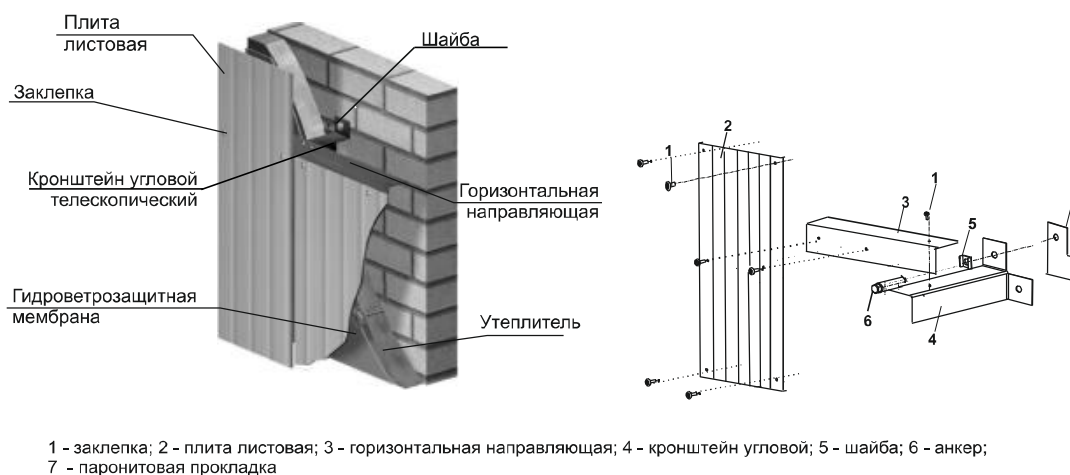 Плита
листовая
Шайба
Заклепка
Кронштейн угловой
телескопический
Горизонтальная
направляющая
Гидроветрозащитная
мембрана
Утеплитель
1
2
3
1
5
6
4
1 - заклепка; 2 - плита листовая; 3 - горизонтальная направляющая; 4 - кронштейн угловой; 5 - шайба; 6 - анкер;
7 - паронитовая прокладка